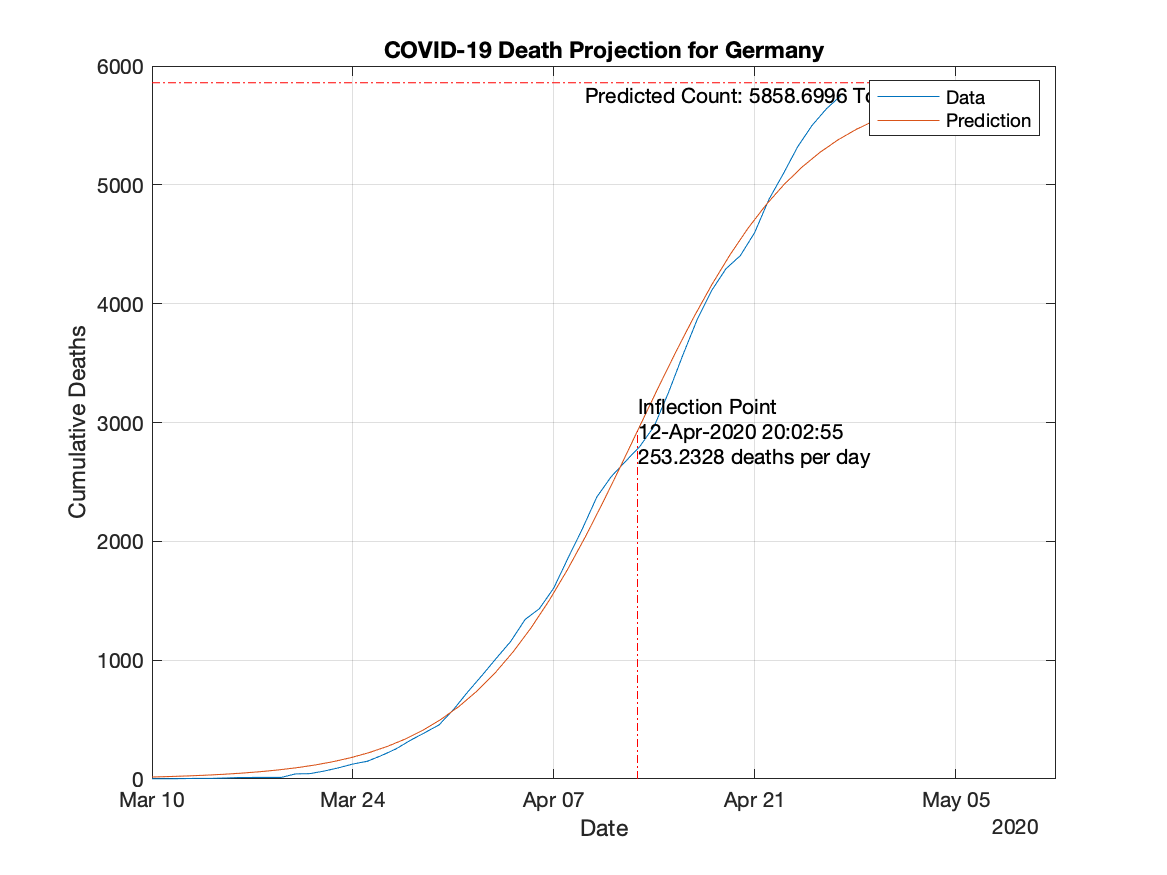 COVID-19 Death Projection for Germany
6000
Predicted Count: 5858.6996
Data
Prediction
5000
4000
Cumulative Deaths
3000
Inflection Point
12-Apr-2020 20:02:55
253.2328 deaths per day
2000
1000
0
Mar 10
Mar 24
Apr 07
Apr 21
May 05
Date
2020